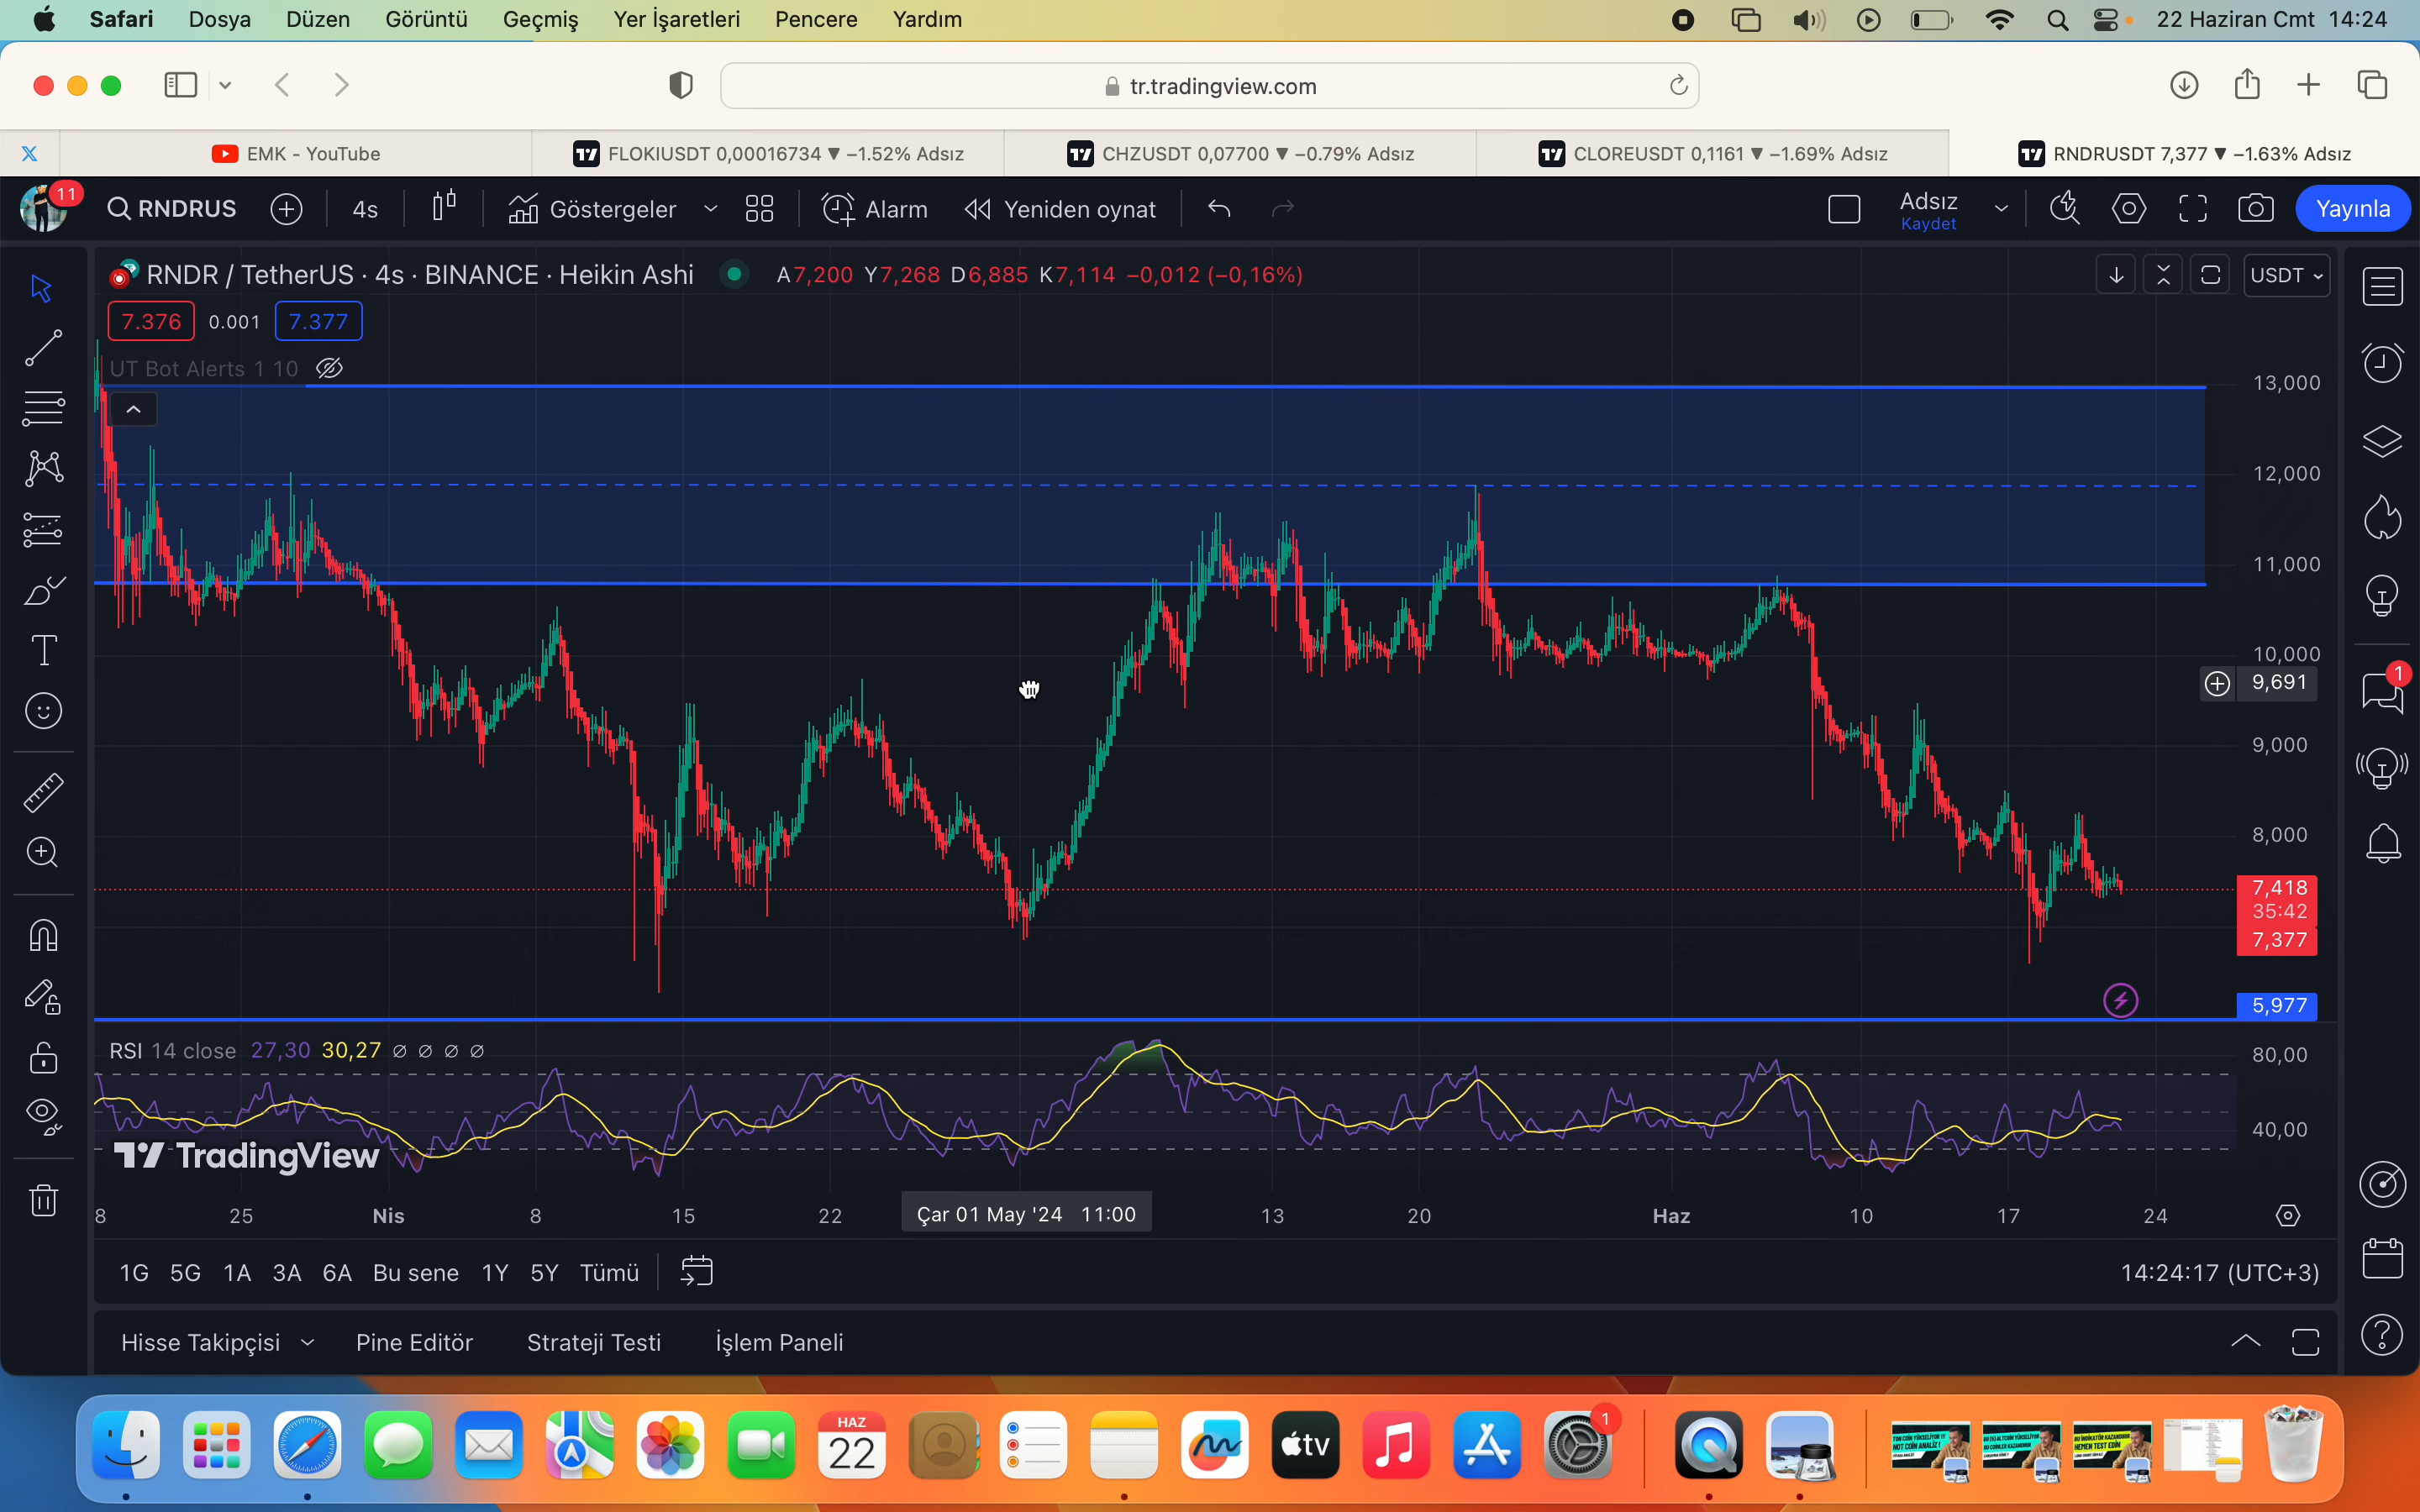 Safari Dosya Düzen Görüntü Geçmiş Yer İşaretleri Pencere Yardım 22 Haziran Cmt 14:24
tr.tradingview.com
EMK - YouTube
FLOKIUSDT 0,00016734 ▼ −1.52% Adsız
CHZUSDT 0,07700 ▼ −0.79% Adsız
CLOREUSDT 0,1161 ▼ −1.69% Adsız
RNDRUSDT 7,377 ▼ −1.63% Adsız
11
RNDRUS 4s Göstergeler Alarm Yeniden oynat Adsız Yayınla
Kaydet
RNDR / TetherUS · 4s · BINANCE · Heikin Ashi A7,200 Y7,268 D6,885 K7,114 −0,012 (−0,16%) USDT
7.376 0.001 7.377
UT Bot Alerts 1 10
13,000
12,000
11,000
10,000
9,691
1
9,000
8,000
7,418
35:42
7,377
5,977
RSI 14 close 27,30 30,27 ∅ ∅ ∅ ∅
80,00
40,00
TradingView
8 25 Nis 8 15 22 Çar 01 May '24 11:00 13 20 Haz 10 17 24
1G 5G 1A 3A 6A Bu sene 1Y 5Y Tümü 14:24:17 (UTC+3)
Hisse Takipçisi Pine Editör Strateji Testi İşlem Paneli
HAZ
22
tv
1